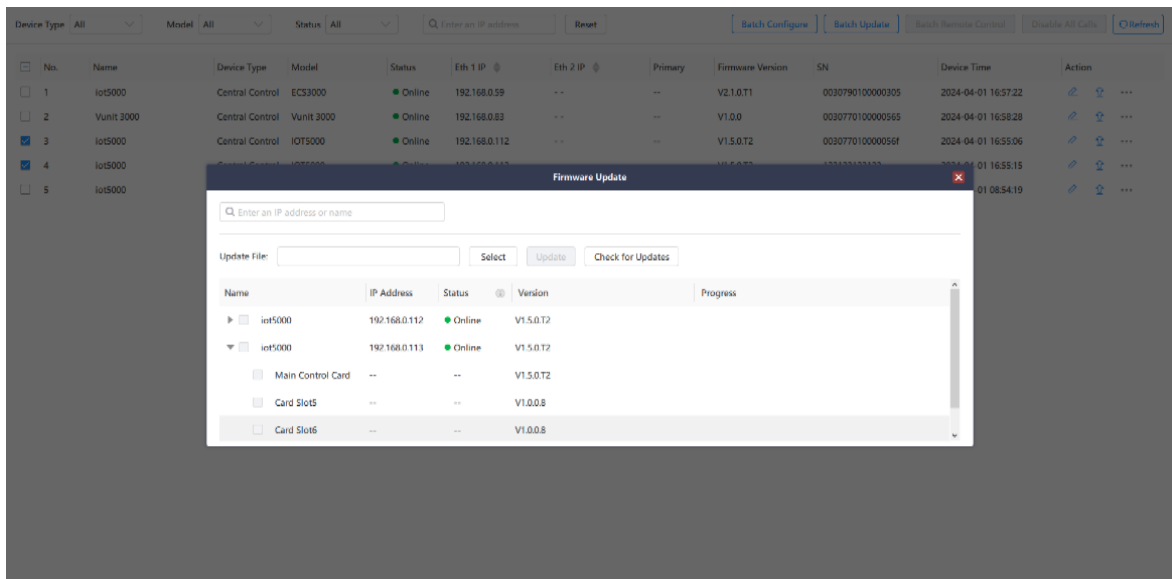 Device Type All Model All Status All Enter an IP address Reset Batch Configure Batch Update Batch Remote Control Disable All Calls Refresh
No. Name Device Type Model Status Eth 1 IP Eth 2 IP Primary Firmware Version SN Device Time Action
1 iot5000 Central Control ECS3000 Online 192.168.0.59 -- -- V2.1.0.T1 0030790100000305 2024-04-01 16:57:22 ...
2 Vunit 3000 Central Control Vunit 3000 Online 192.168.0.83 -- -- V1.0.0 0030770100000565 2024-04-01 16:58:28 ...
3 iot5000 Central Control IOT5000 Online 192.168.0.112 -- -- V1.5.0.T2 003077010000056f 2024-04-01 16:55:06 ...
4 iot5000 16:55:15 ...
5 iot5000 01 08:54:19 ...
Firmware Update
Enter an IP address or name
Update File: Select Update Check for Updates
Name IP Address Status Version Progress
iot5000 192.168.0.112 Online V1.5.0.T2
iot5000 192.168.0.113 Online V1.5.0.T2
Main Control Card -- -- V1.5.0.T2
Card Slot5 -- -- V1.0.0.8
Card Slot6 -- -- V1.0.0.8